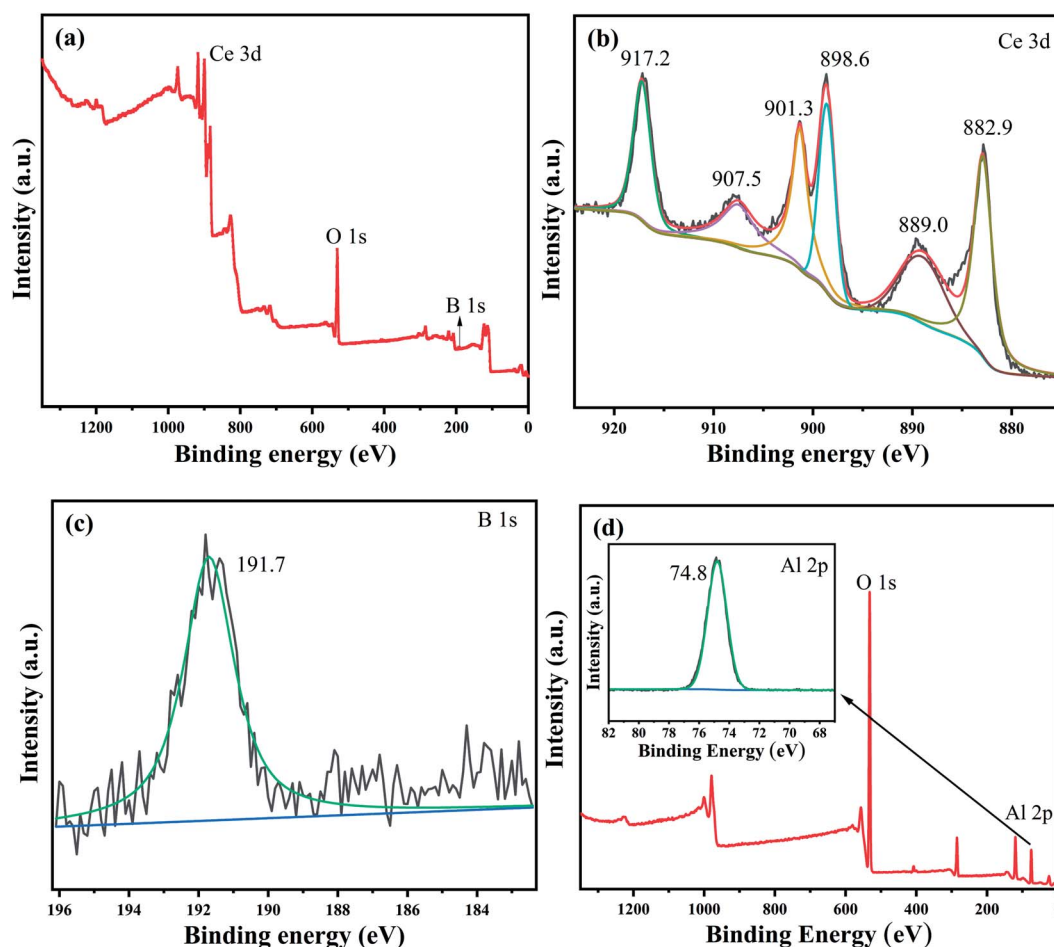 (a)
Ce 3d
O 1s
B 1s
Intensity (a.u.)
1200 1000 800 600 400 200 0
Binding energy (eV)
(b)
Ce 3d
917.2
907.5
901.3
898.6
889.0
882.9
Intensity (a.u.)
920 910 900 890 880
Binding energy (eV)
(c)
B 1s
191.7
Intensity (a.u.)
196 194 192 190 188 186 184
Binding energy (eV)
(d)
Al 2p
74.8
Intensity (a.u.)
82 80 78 76 74 72 70 68
Binding Energy (eV)
O 1s
Al 2p
Intensity (a.u.)
1200 1000 800 600 400 200 0
Binding Energy (eV)